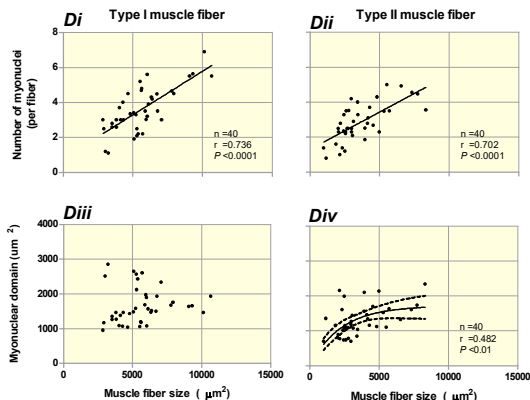 Type I muscle fiber
Type II muscle fiber
Di
Dii
Number of myonuclei
(per fiber)
8
6
4
2
0
n =40
r =0.736
P <0.0001
n =40
r =0.702
P <0.0001
Diii
Div
Myonuclear domain (um ²)
4000
3000
2000
1000
0
n =40
r =0.482
P <0.01
0
5000
10000
15000
0
5000
10000
15000
Muscle fiber size ( μm²)
Muscle fiber size ( μm²)